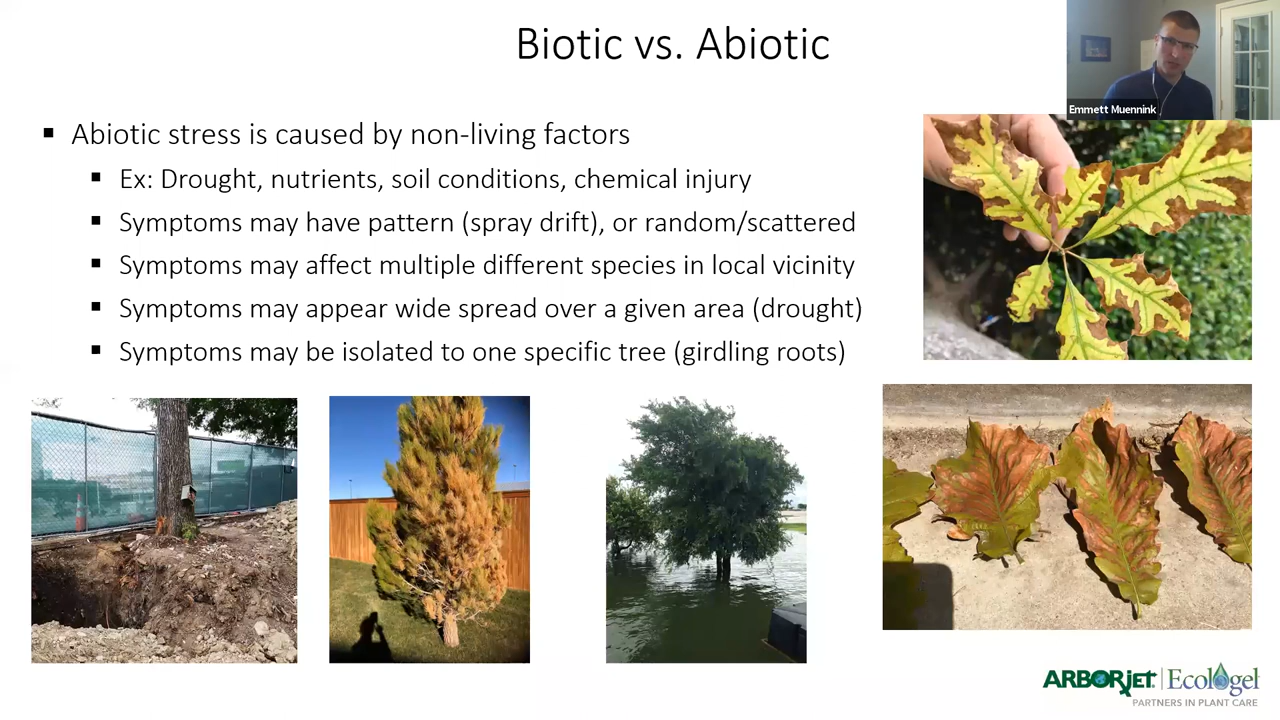 Biotic vs. Abiotic
Emmett Muennink
▪ Abiotic stress is caused by non-living factors
▪ Ex: Drought, nutrients, soil conditions, chemical injury
▪ Symptoms may have pattern (spray drift), or random/scattered
▪ Symptoms may affect multiple different species in local vicinity
▪ Symptoms may appear wide spread over a given area (drought)
▪ Symptoms may be isolated to one specific tree (girdling roots)
ARBORjet | Ecologel
PARTNERS IN PLANT CARE